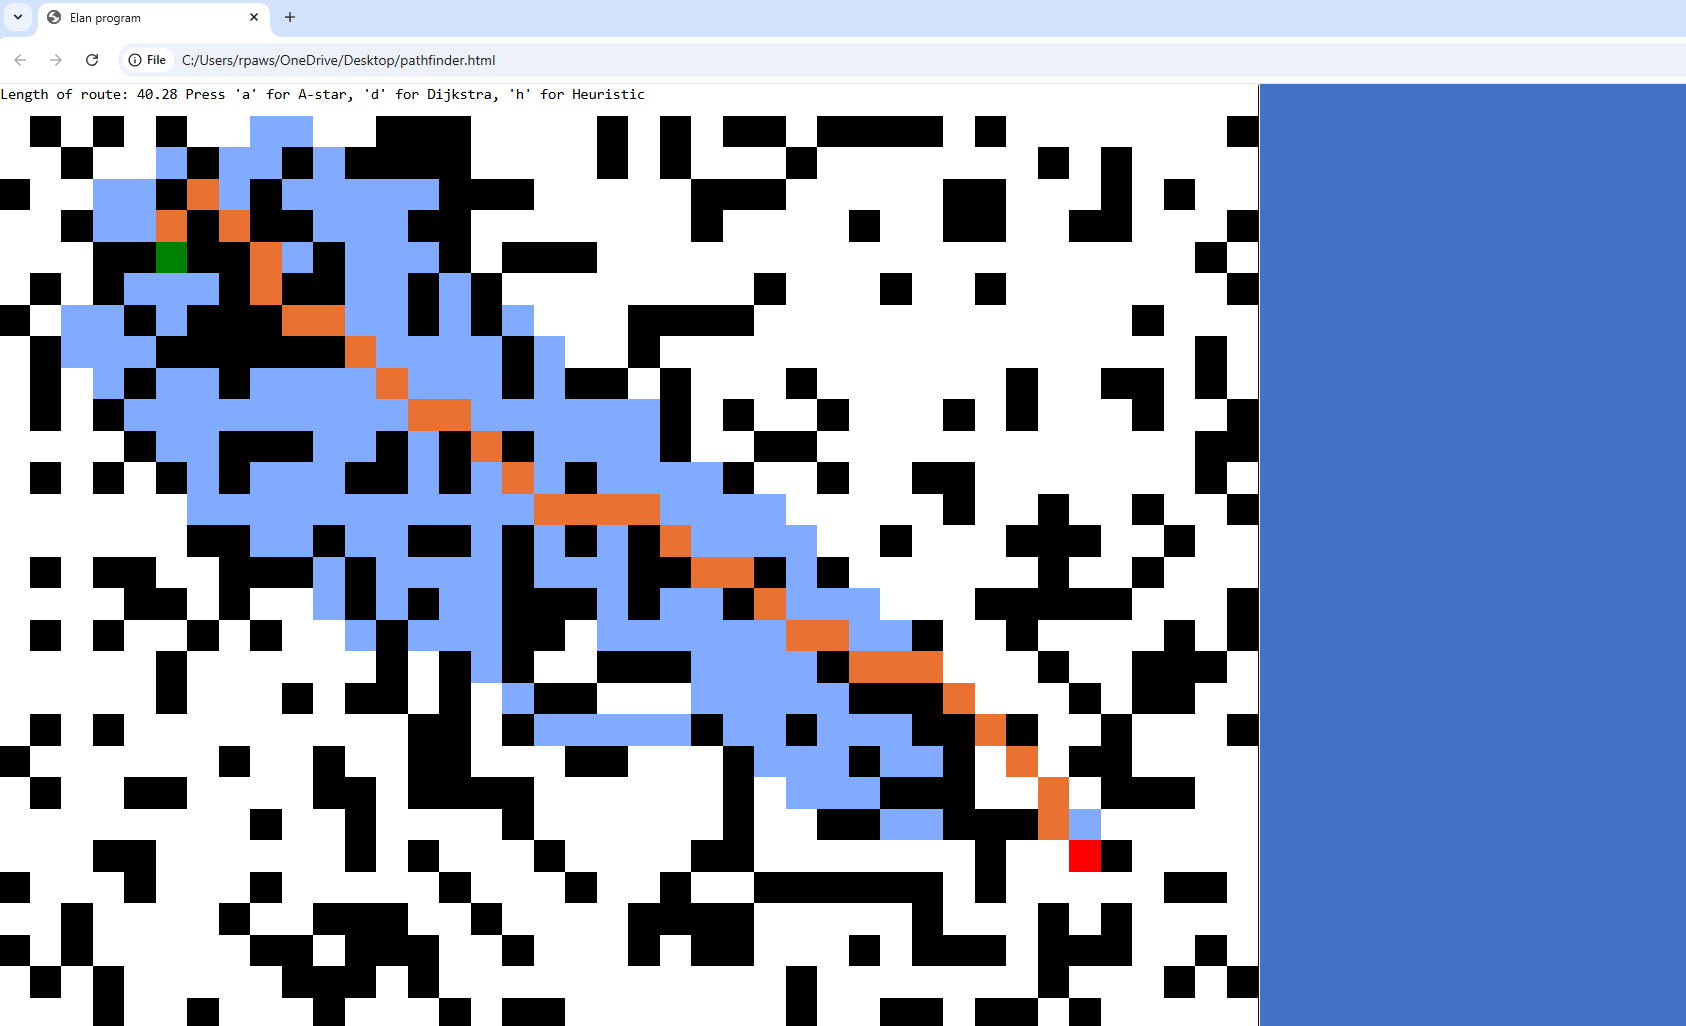 Elan program
File
C:/Users/rpaws/OneDrive/Desktop/pathfinder.html
Length of route: 40.28 Press 'a' for A-star, 'd' for Dijkstra, 'h' for Heuristic